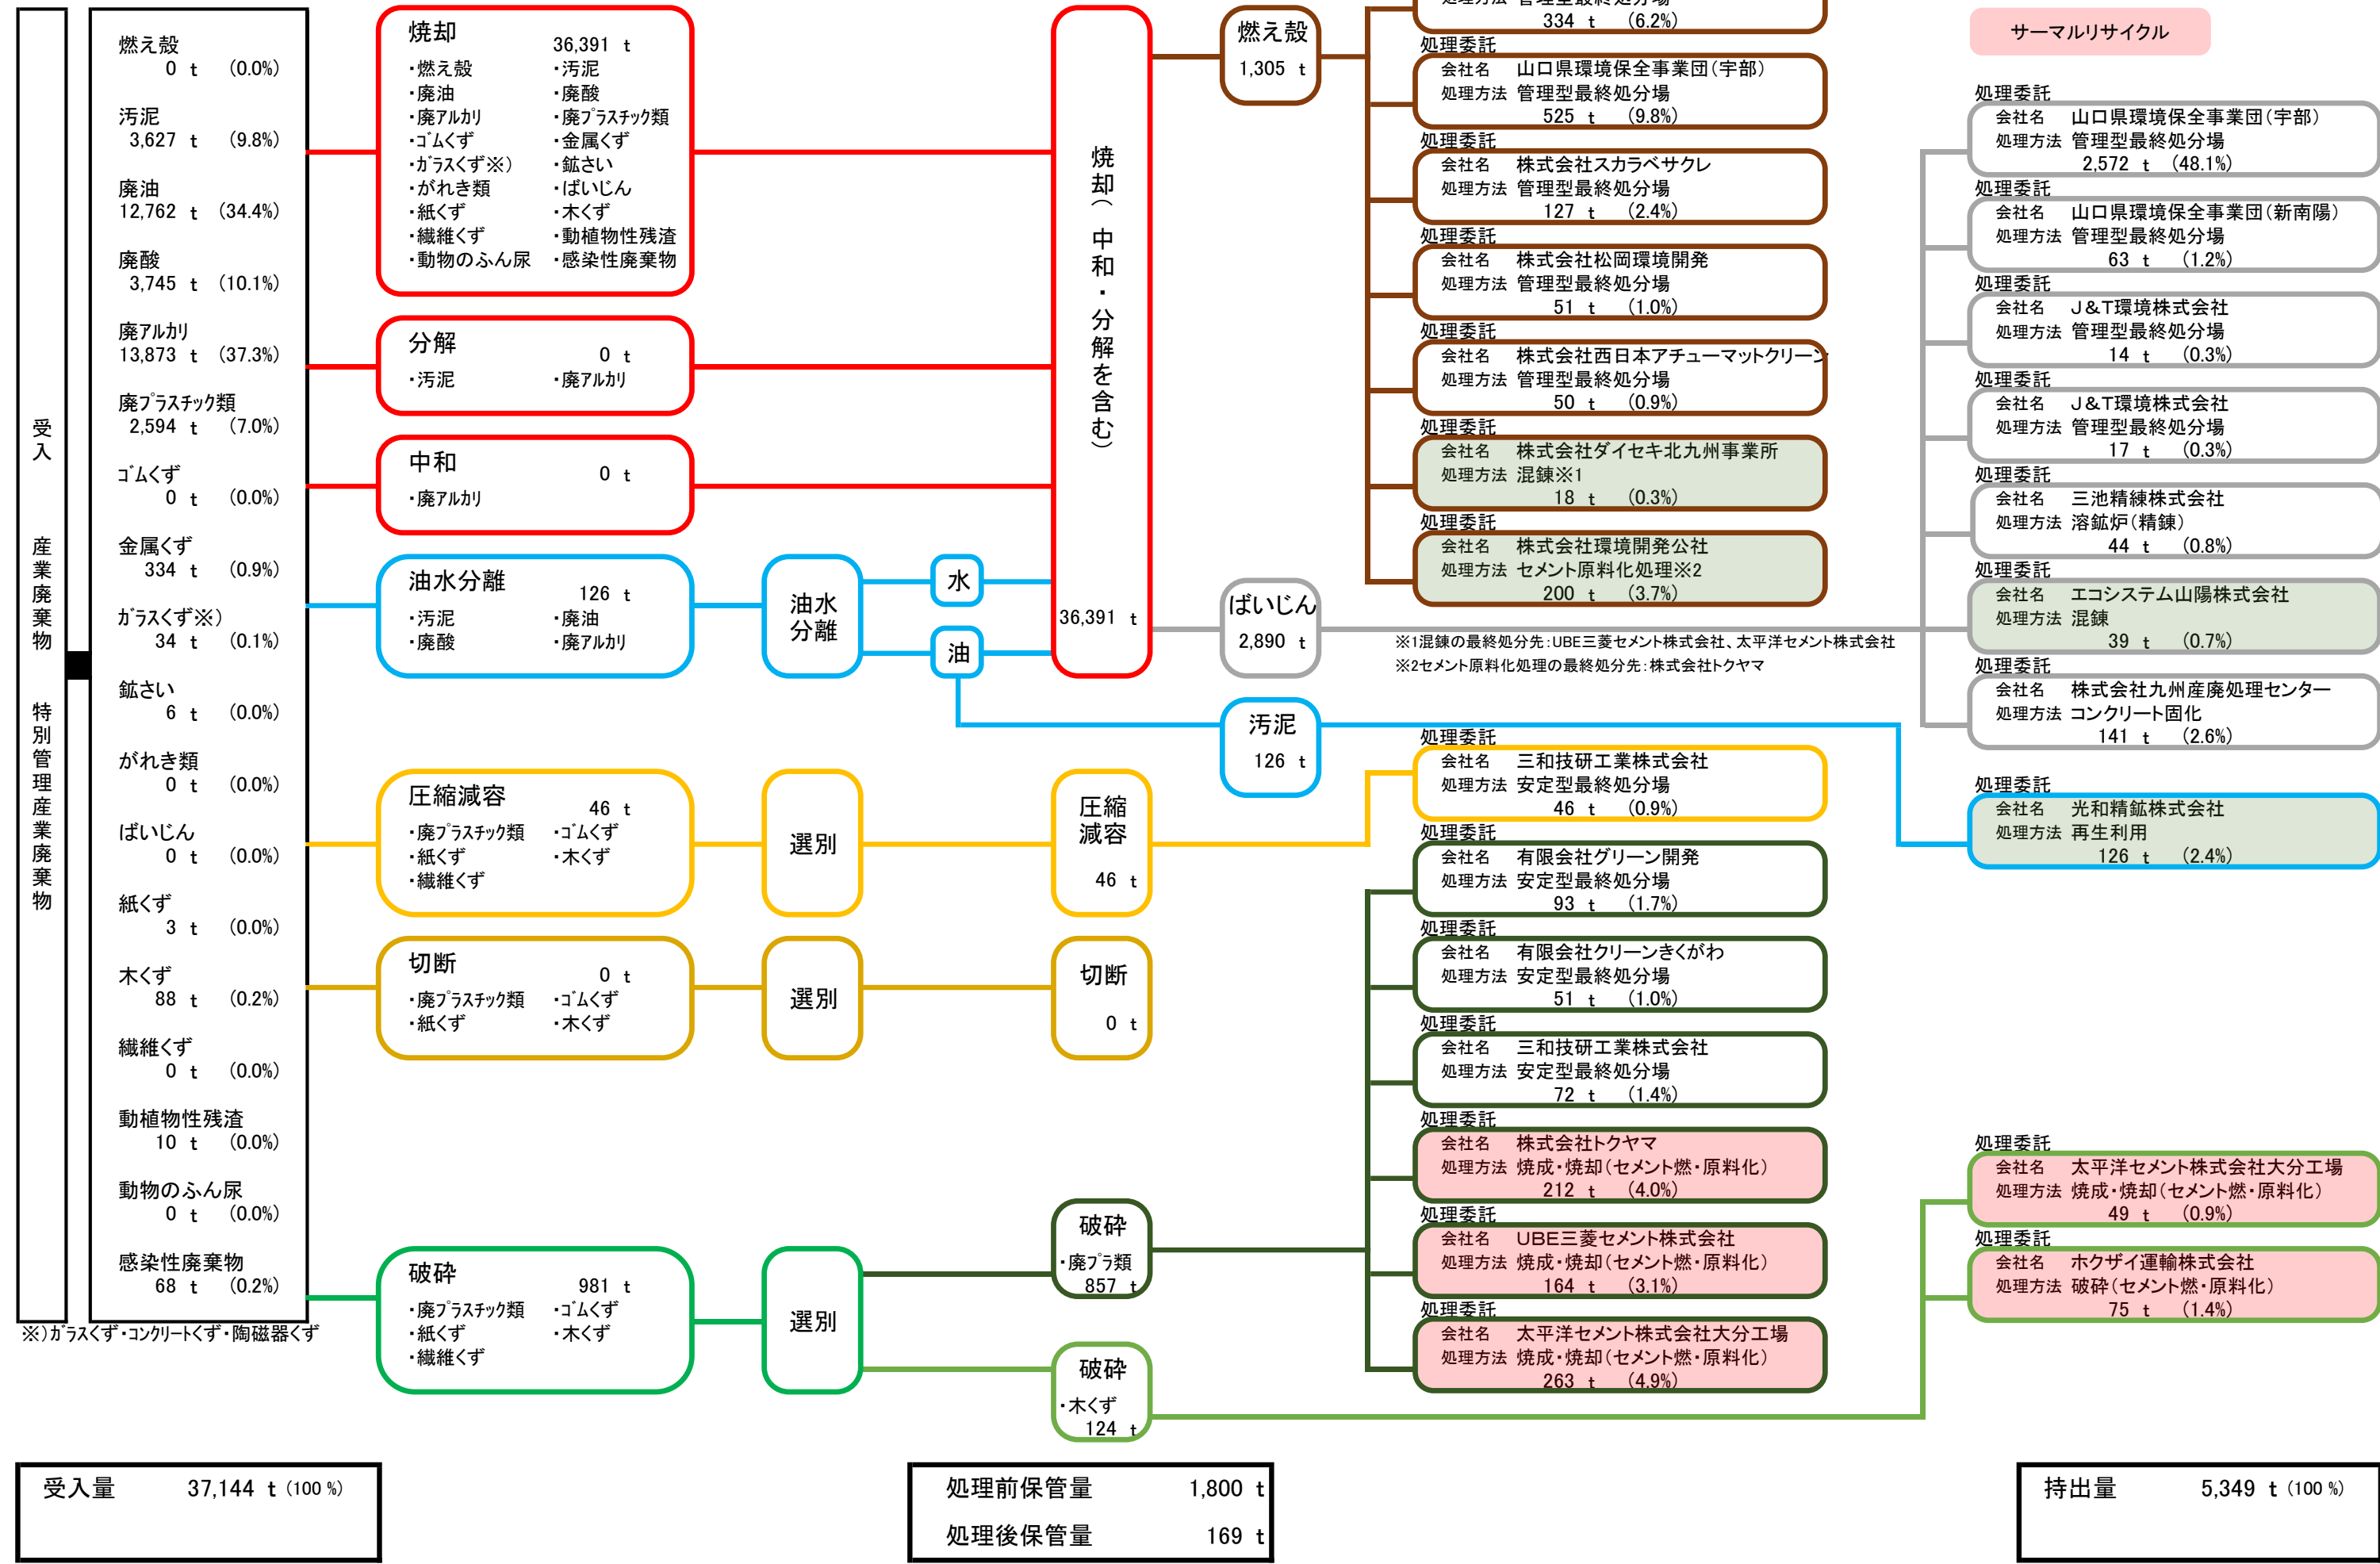 受入　産業廃棄物　特別管理産業廃棄物
燃え殻
0 t (0.0%)
汚泥
3,627 t (9.8%)
廃油
12,762 t (34.4%)
廃酸
3,745 t (10.1%)
廃アルカリ
13,873 t (37.3%)
廃プラスチック類
2,594 t (7.0%)
ゴムくず
0 t (0.0%)
金属くず
334 t (0.9%)
ガラスくず※)
34 t (0.1%)
鉱さい
6 t (0.0%)
がれき類
0 t (0.0%)
ばいじん
0 t (0.0%)
紙くず
3 t (0.0%)
木くず
88 t (0.2%)
繊維くず
0 t (0.0%)
動植物性残渣
10 t (0.0%)
動物のふん尿
0 t (0.0%)
感染性廃棄物
68 t (0.2%)
※)ガラスくず・コンクリートくず・陶磁器くず
焼却
36,391 t
・燃え殻 ・汚泥
・廃油 ・廃酸
・廃アルカリ ・廃プラスチック類
・ゴムくず ・金属くず
・ガラスくず※) ・鉱さい
・がれき類 ・ばいじん
・紙くず ・木くず
・繊維くず ・動植物性残渣
・動物のふん尿 ・感染性廃棄物
分解
0 t
・汚泥 ・廃アルカリ
中和
0 t
・廃アルカリ
油水分離
126 t
・汚泥 ・廃油
・廃酸 ・廃アルカリ
圧縮減容
46 t
・廃プラスチック類 ・ゴムくず
・紙くず ・木くず
・繊維くず
切断
0 t
・廃プラスチック類 ・ゴムくず
・紙くず ・木くず
破砕
981 t
・廃プラスチック類 ・ゴムくず
・紙くず ・木くず
・繊維くず
油水
分離
選別
選別
選別
水
油
焼却(中和・分解を含む)
36,391 t
圧縮
減容
46 t
切断
0 t
破砕
・廃プラ類
857 t
破砕
・木くず
124 t
燃え殻
1,305 t
ばいじん
2,890 t
汚泥
126 t
処理方法 管理型最終処分場
334 t (6.2%)
処理委託
会社名 山口県環境保全事業団(宇部)
処理方法 管理型最終処分場
525 t (9.8%)
処理委託
会社名 株式会社スカラベサクレ
処理方法 管理型最終処分場
127 t (2.4%)
処理委託
会社名 株式会社松岡環境開発
処理方法 管理型最終処分場
51 t (1.0%)
処理委託
会社名 株式会社西日本アチューマットクリーン
処理方法 管理型最終処分場
50 t (0.9%)
処理委託
会社名 株式会社ダイセキ北九州事業所
処理方法 混錬※1
18 t (0.3%)
処理委託
会社名 株式会社環境開発公社
処理方法 セメント原料化処理※2
200 t (3.7%)
※1混錬の最終処分先:UBE三菱セメント株式会社、太平洋セメント株式会社
※2セメント原料化処理の最終処分先:株式会社トクヤマ
処理委託
会社名 三和技研工業株式会社
処理方法 安定型最終処分場
46 t (0.9%)
処理委託
会社名 有限会社グリーン開発
処理方法 安定型最終処分場
93 t (1.7%)
処理委託
会社名 有限会社クリーンきくがわ
処理方法 安定型最終処分場
51 t (1.0%)
処理委託
会社名 三和技研工業株式会社
処理方法 安定型最終処分場
72 t (1.4%)
処理委託
会社名 株式会社トクヤマ
処理方法 焼成・焼却(セメント燃・原料化)
212 t (4.0%)
処理委託
会社名 UBE三菱セメント株式会社
処理方法 焼成・焼却(セメント燃・原料化)
164 t (3.1%)
処理委託
会社名 太平洋セメント株式会社大分工場
処理方法 焼成・焼却(セメント燃・原料化)
263 t (4.9%)
サーマルリサイクル
処理委託
会社名 山口県環境保全事業団(宇部)
処理方法 管理型最終処分場
2,572 t (48.1%)
処理委託
会社名 山口県環境保全事業団(新南陽)
処理方法 管理型最終処分場
63 t (1.2%)
処理委託
会社名 J&T環境株式会社
処理方法 管理型最終処分場
14 t (0.3%)
処理委託
会社名 J&T環境株式会社
処理方法 管理型最終処分場
17 t (0.3%)
処理委託
会社名 三池精練株式会社
処理方法 溶鉱炉(精錬)
44 t (0.8%)
処理委託
会社名 エコシステム山陽株式会社
処理方法 混錬
39 t (0.7%)
処理委託
会社名 株式会社九州産廃処理センター
処理方法 コンクリート固化
141 t (2.6%)
処理委託
会社名 光和精鉱株式会社
処理方法 再生利用
126 t (2.4%)
処理委託
会社名 太平洋セメント株式会社大分工場
処理方法 焼成・焼却(セメント燃・原料化)
49 t (0.9%)
処理委託
会社名 ホクザイ運輸株式会社
処理方法 破砕(セメント燃・原料化)
75 t (1.4%)
受入量 37,144 t (100 %)
処理前保管量 1,800 t
処理後保管量 169 t
持出量 5,349 t (100 %)